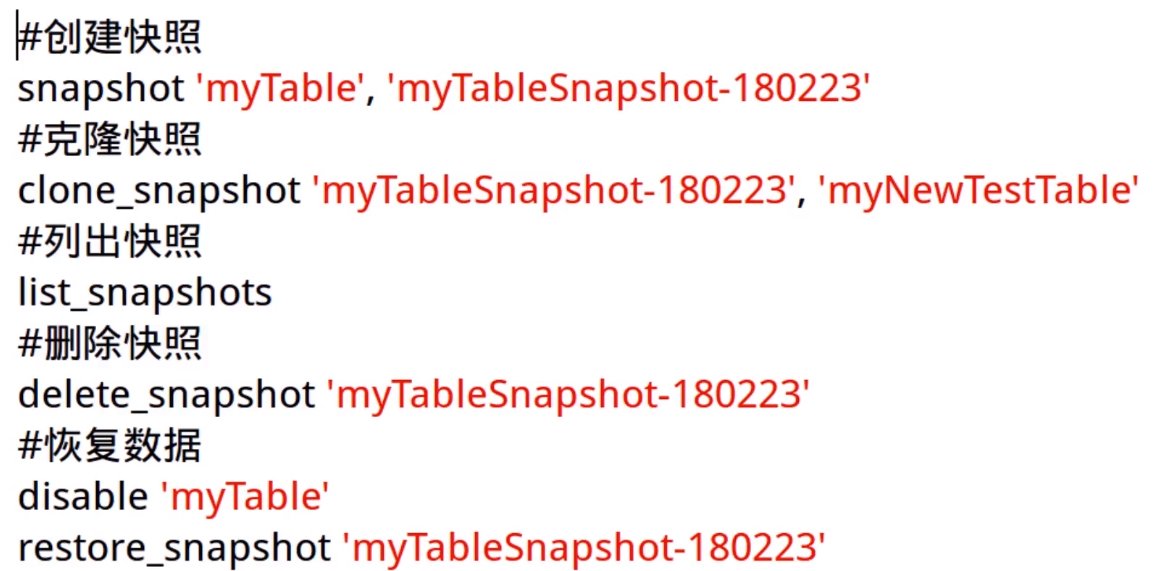 #创建快照
snapshot 'myTable', 'myTableSnapshot-180223'
#克隆快照
clone_snapshot 'myTableSnapshot-180223', 'myNewTestTable'
#列出快照
list_snapshots
#删除快照
delete_snapshot 'myTableSnapshot-180223'
#恢复数据
disable 'myTable'
restore_snapshot 'myTableSnapshot-180223'